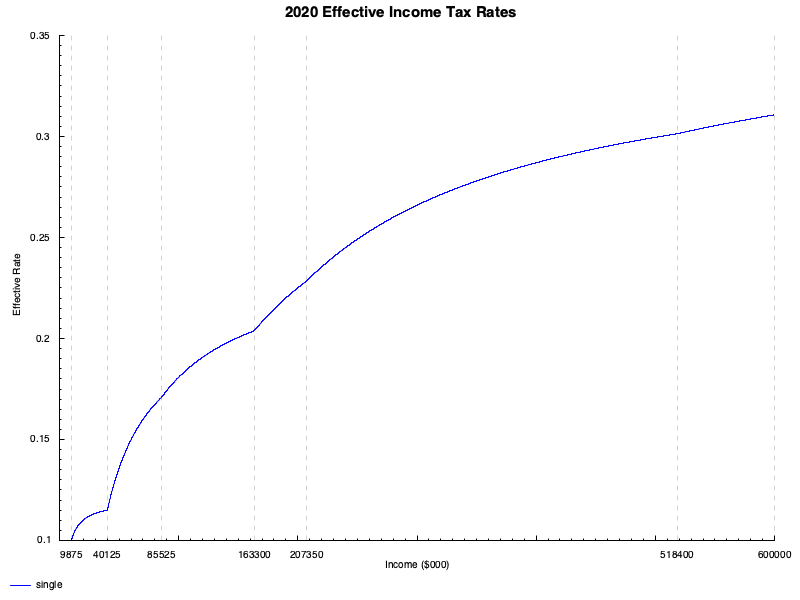 2020 Effective Income Tax Rates
0.35
0.3
0.25
0.2
0.15
0.1
Effective Rate
9875 40125 85525 163300 207350 518400 600000
Income ($000)
single